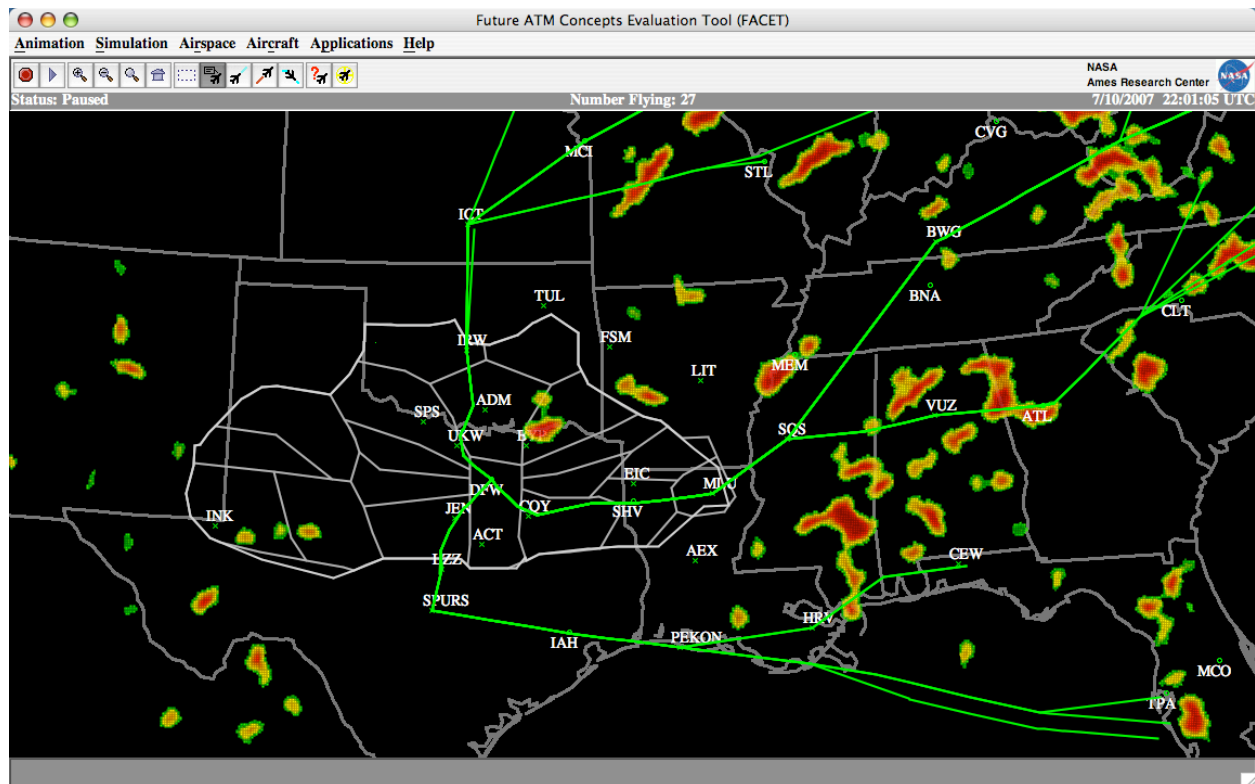 Future ATM Concepts Evaluation Tool (FACET)
Animation Simulation Airspace Aircraft Applications Help
NASA
Ames Research Center
NASA
Status: Paused Number Flying: 27 7/10/2007 22:01:05 UTC
CVG
MCI
STL
ICT
BWG
TUL
BNA
CLT
IRW
FSM
MEM
LIT
ADM
SPS
VUZ
ATL
UKW
SQS
EIC
MLU
DFW
JEN
CQY
SHV
INK
ACT
AEX
CEW
LZZ
SPURS
HRV
IAH
PEKON
MCO
TPA